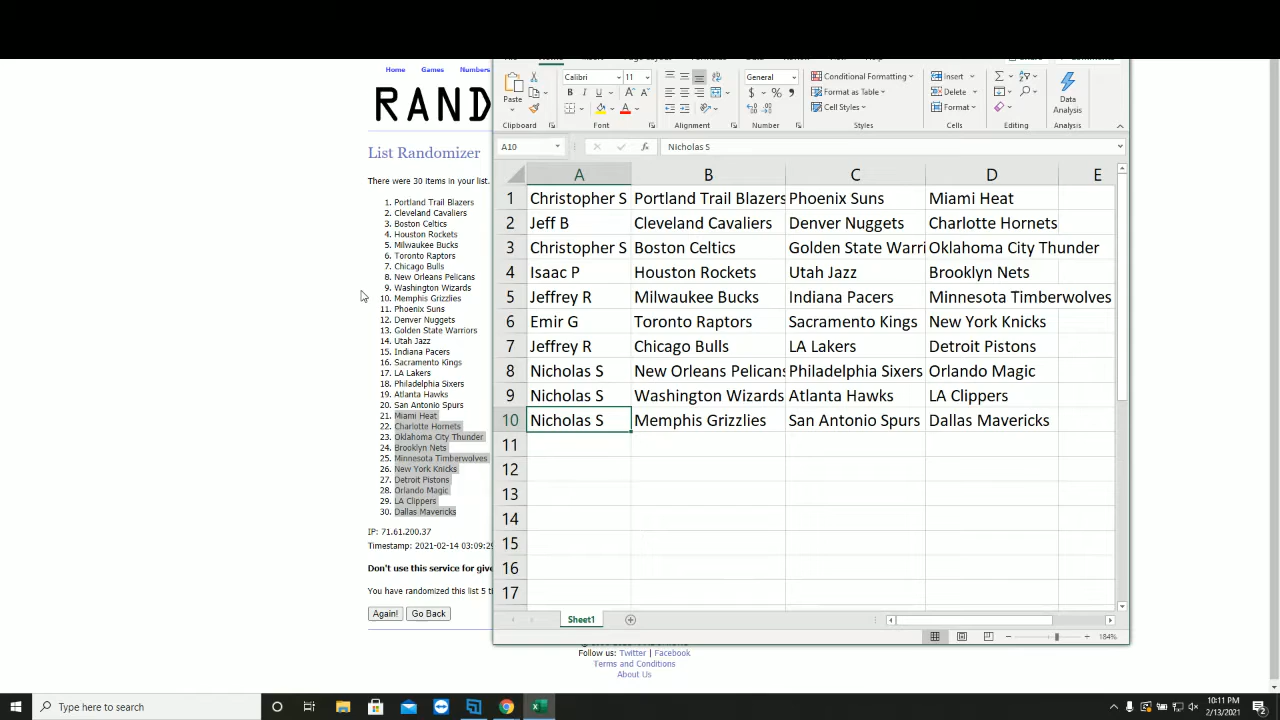 Home Games Numbers
RAND
List Randomizer
There were 30 items in your list.
1. Portland Trail Blazers
2. Cleveland Cavaliers
3. Boston Celtics
4. Houston Rockets
5. Milwaukee Bucks
6. Toronto Raptors
7. Chicago Bulls
8. New Orleans Pelicans
9. Washington Wizards
10. Memphis Grizzlies
11. Phoenix Suns
12. Denver Nuggets
13. Golden State Warriors
14. Utah Jazz
15. Indiana Pacers
16. Sacramento Kings
17. LA Lakers
18. Philadelphia Sixers
19. Atlanta Hawks
20. San Antonio Spurs
21. Miami Heat
22. Charlotte Hornets
23. Oklahoma City Thunder
24. Brooklyn Nets
25. Minnesota Timberwolves
26. New York Knicks
27. Detroit Pistons
28. Orlando Magic
29. LA Clippers
30. Dallas Mavericks
IP: 71.61.200.37
Timestamp: 2021-02-14 03:09:29
Don't use this service for give
You have randomized this list 5 t
Again! Go Back
Follow us: Twitter | Facebook
Terms and Conditions
About Us
Paste Calibri 11 General Conditional Formatting Insert
B I U A A $ % , Format as Table Delete Data Analysis
Cell Styles Format
Clipboard Font Alignment Number Styles Cells Editing Analysis
A10 fx Nicholas S
A B C D E
1 Christopher S Portland Trail Blazers Phoenix Suns Miami Heat
2 Jeff B Cleveland Cavaliers Denver Nuggets Charlotte Hornets
3 Christopher S Boston Celtics Golden State Warri Oklahoma City Thunder
4 Isaac P Houston Rockets Utah Jazz Brooklyn Nets
5 Jeffrey R Milwaukee Bucks Indiana Pacers Minnesota Timberwolves
6 Emir G Toronto Raptors Sacramento Kings New York Knicks
7 Jeffrey R Chicago Bulls LA Lakers Detroit Pistons
8 Nicholas S New Orleans Pelicans Philadelphia Sixers Orlando Magic
9 Nicholas S Washington Wizards Atlanta Hawks LA Clippers
10 Nicholas S Memphis Grizzlies San Antonio Spurs Dallas Mavericks
11
12
13
14
15
16
17
Sheet1
184%
Type here to search
10:11 PM
2/13/2021
2